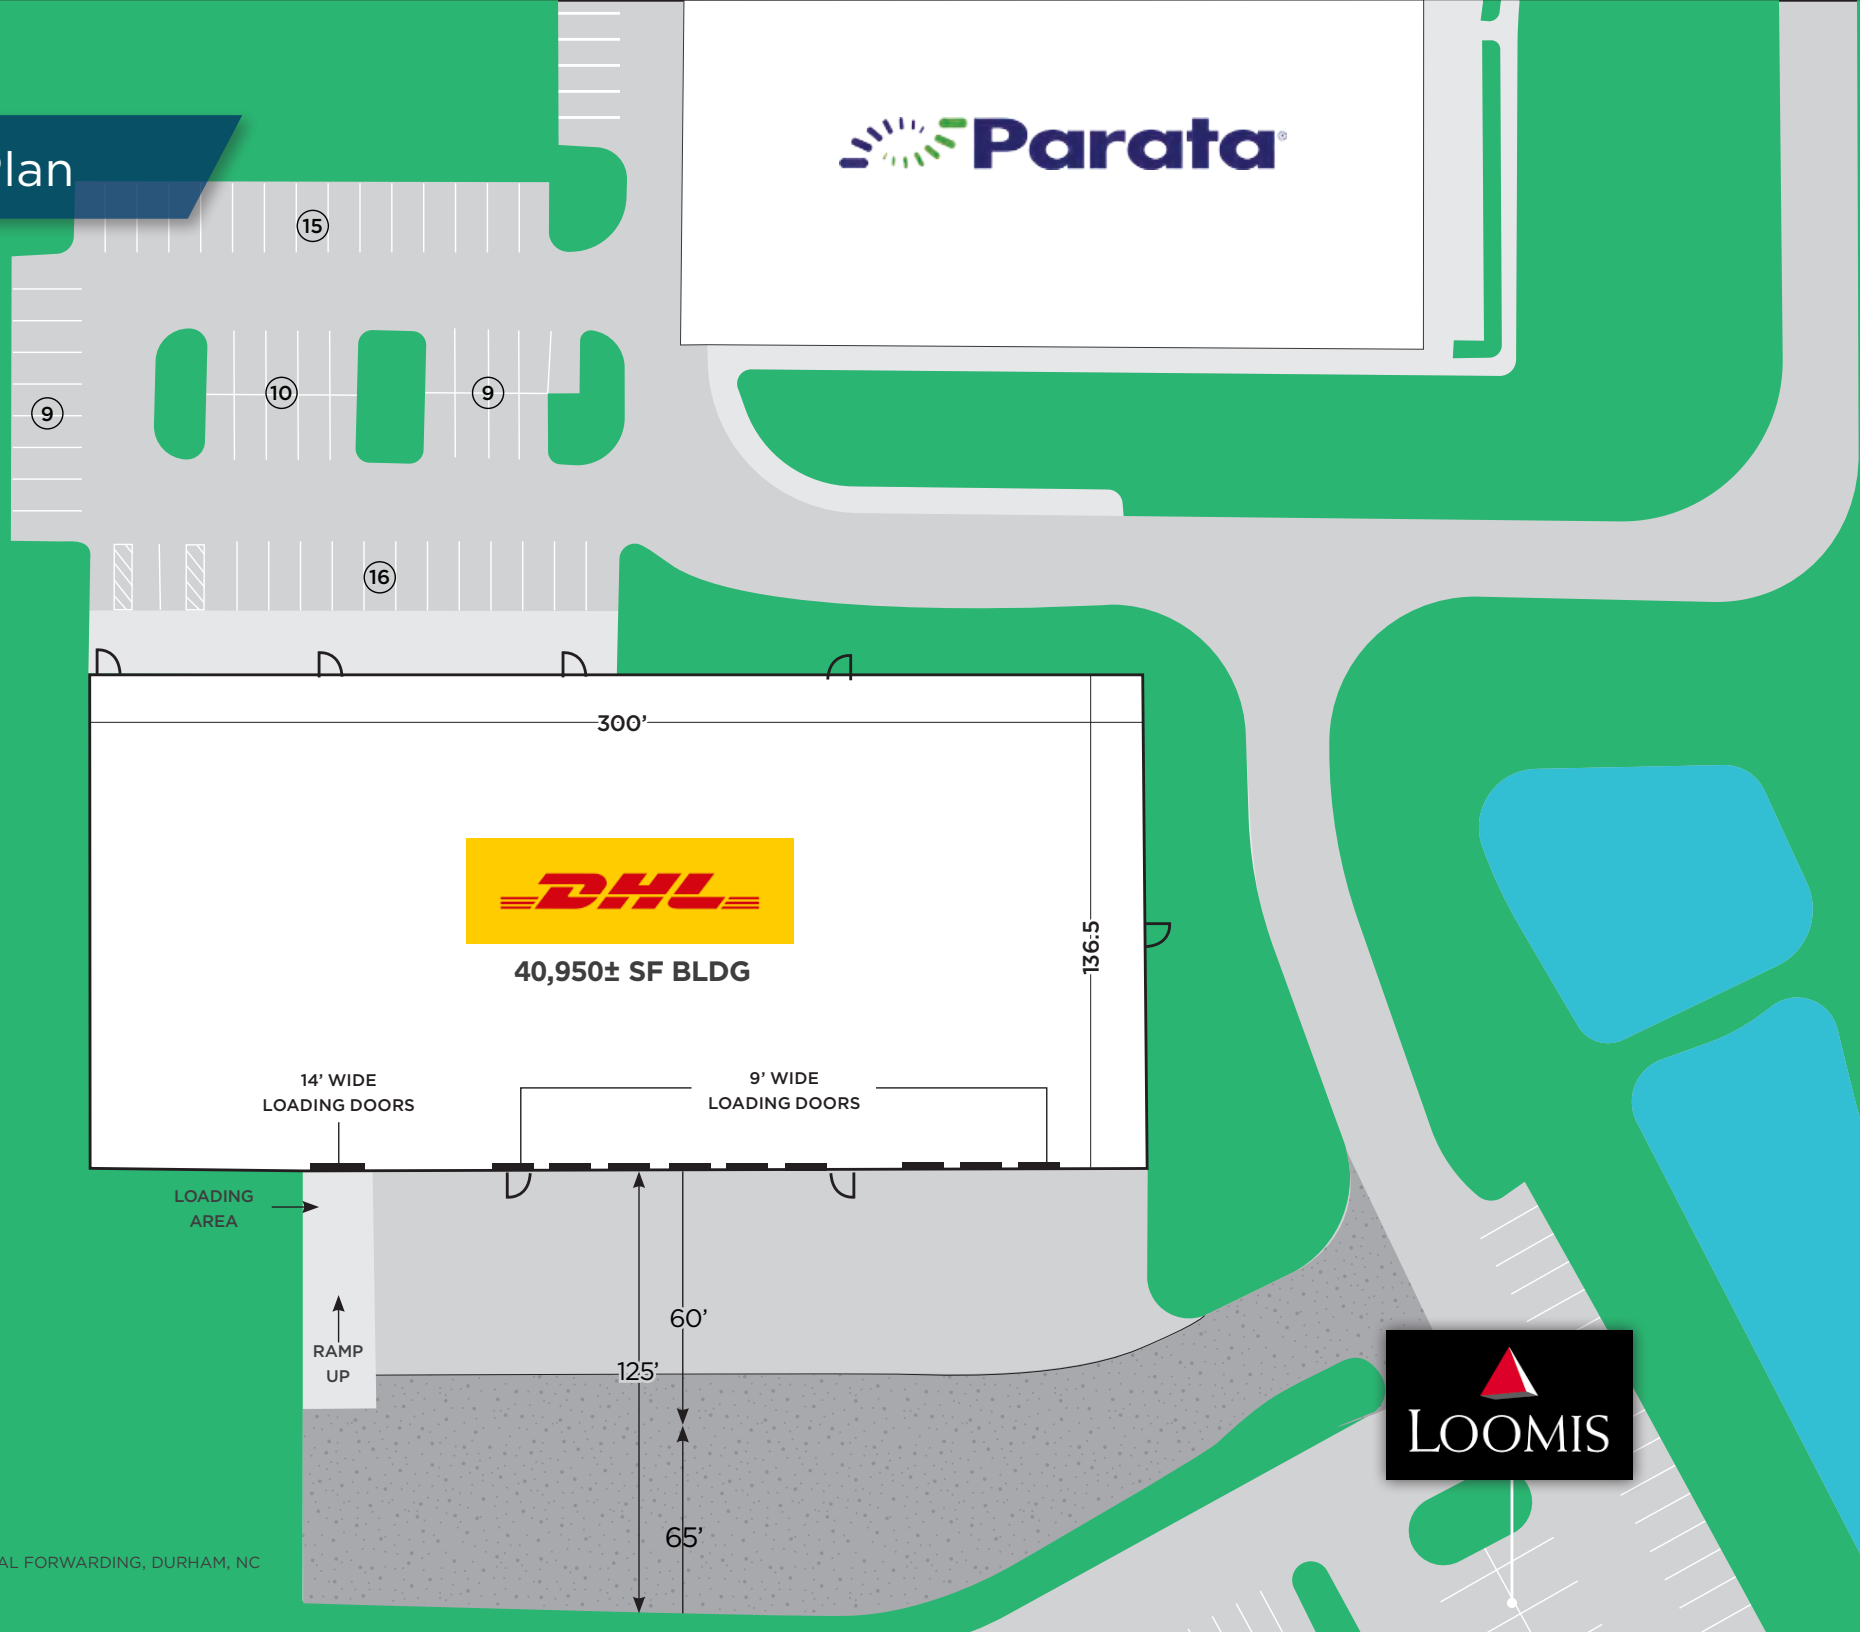 Plan
Parata®
15
10
9
9
16
300’
DHL
136.5
40,950± SF BLDG
14’ WIDE
LOADING DOORS
9’ WIDE
LOADING DOORS
LOADING
AREA
60’
RAMP
UP
125’
LOOMIS
65’
AL FORWARDING, DURHAM, NC